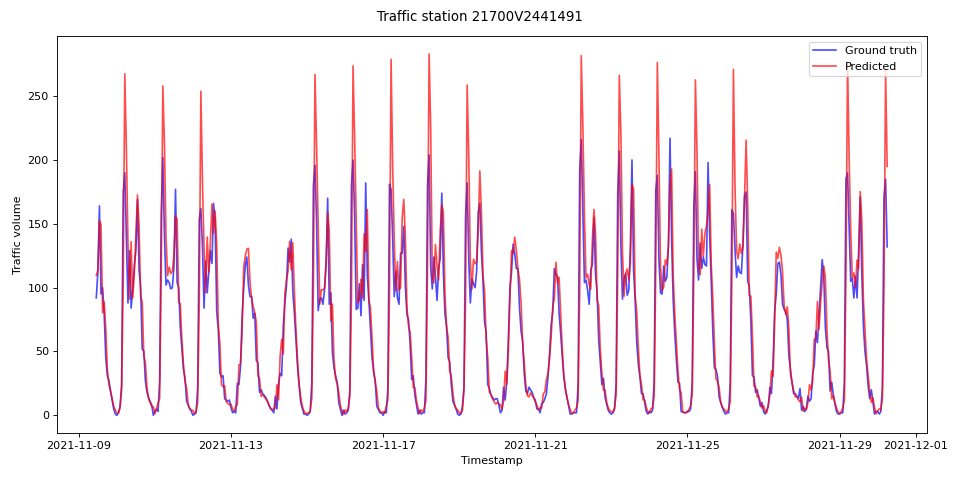 Traffic station 21700V2441491
Ground truth
Predicted
Traffic volume
250
200
150
100
50
0
2021-11-09
2021-11-13
2021-11-17
2021-11-21
2021-11-25
2021-11-29
2021-12-01
Timestamp